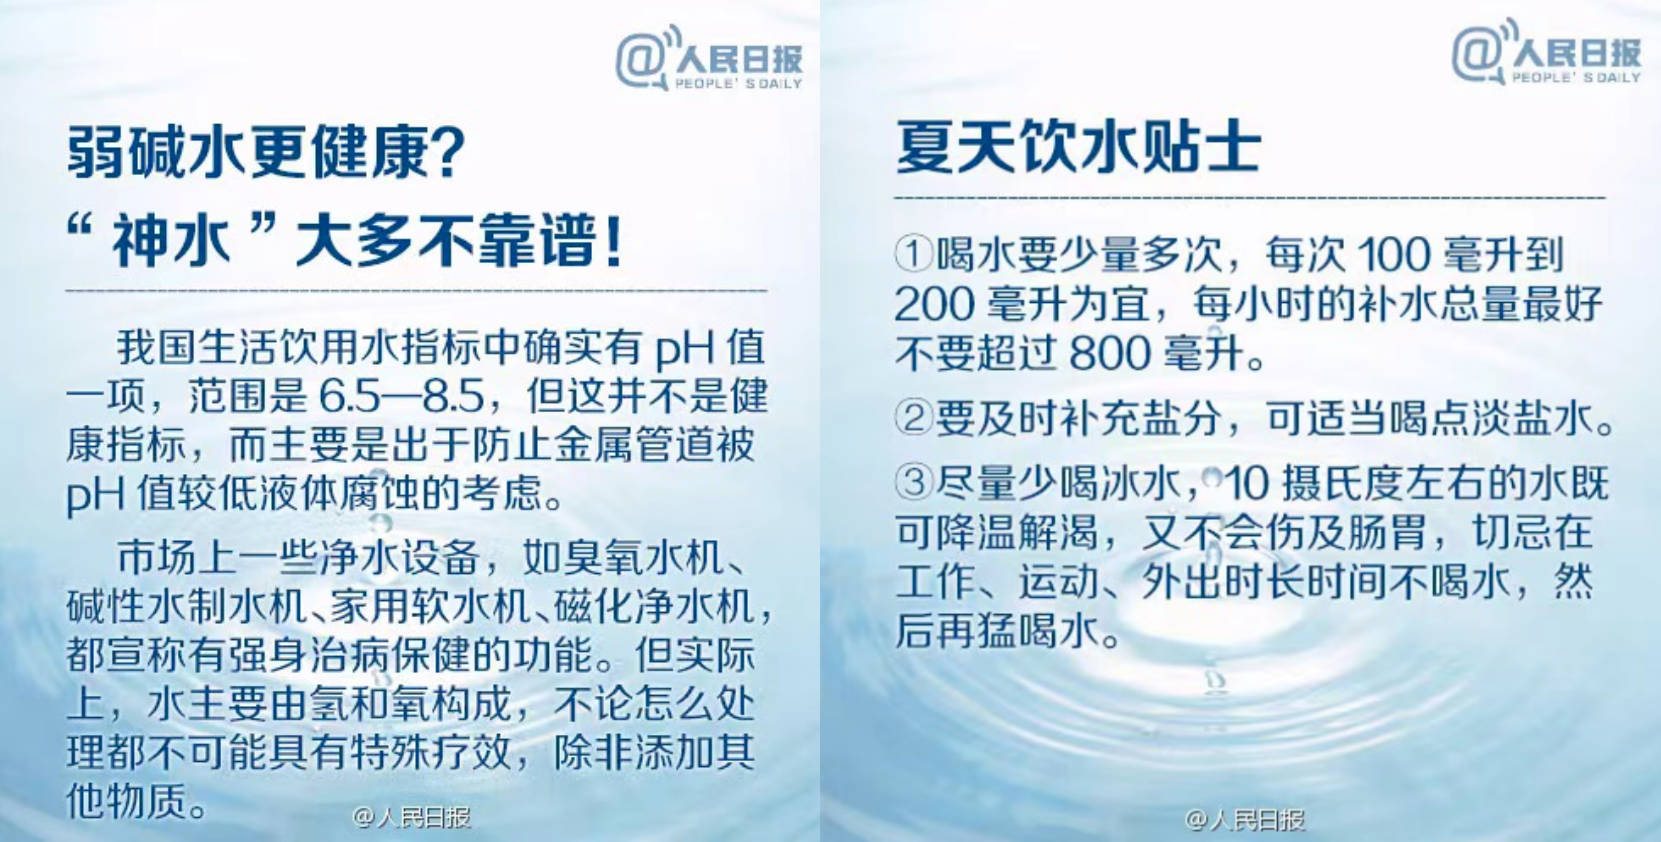 @人民日报
PEOPLE'S DAILY
弱碱水更健康?
“神水”大多不靠谱!
我国生活饮用水指标中确实有 pH 值
一项，范围是 6.5—8.5，但这并不是健
康指标，而主要是出于防止金属管道被
pH 值较低液体腐蚀的考虑。
市场上一些净水设备，如臭氧水机、
碱性水制水机、家用软水机、磁化净水机，
都宣称有强身治病保健的功能。但实际
上，水主要由氢和氧构成，不论怎么处
理都不可能具有特殊疗效，除非添加其
他物质。
@人民日报
@人民日报
PEOPLE'S DAILY
夏天饮水贴士
①喝水要少量多次，每次 100 毫升到
200 毫升为宜，每小时的补水总量最好
不要超过 800 毫升。
②要及时补充盐分，可适当喝点淡盐水。
③尽量少喝冰水，10 摄氏度左右的水既
可降温解渴，又不会伤及肠胃，切忌在
工作、运动、外出时长时间不喝水，然
后再猛喝水。
@人民日报